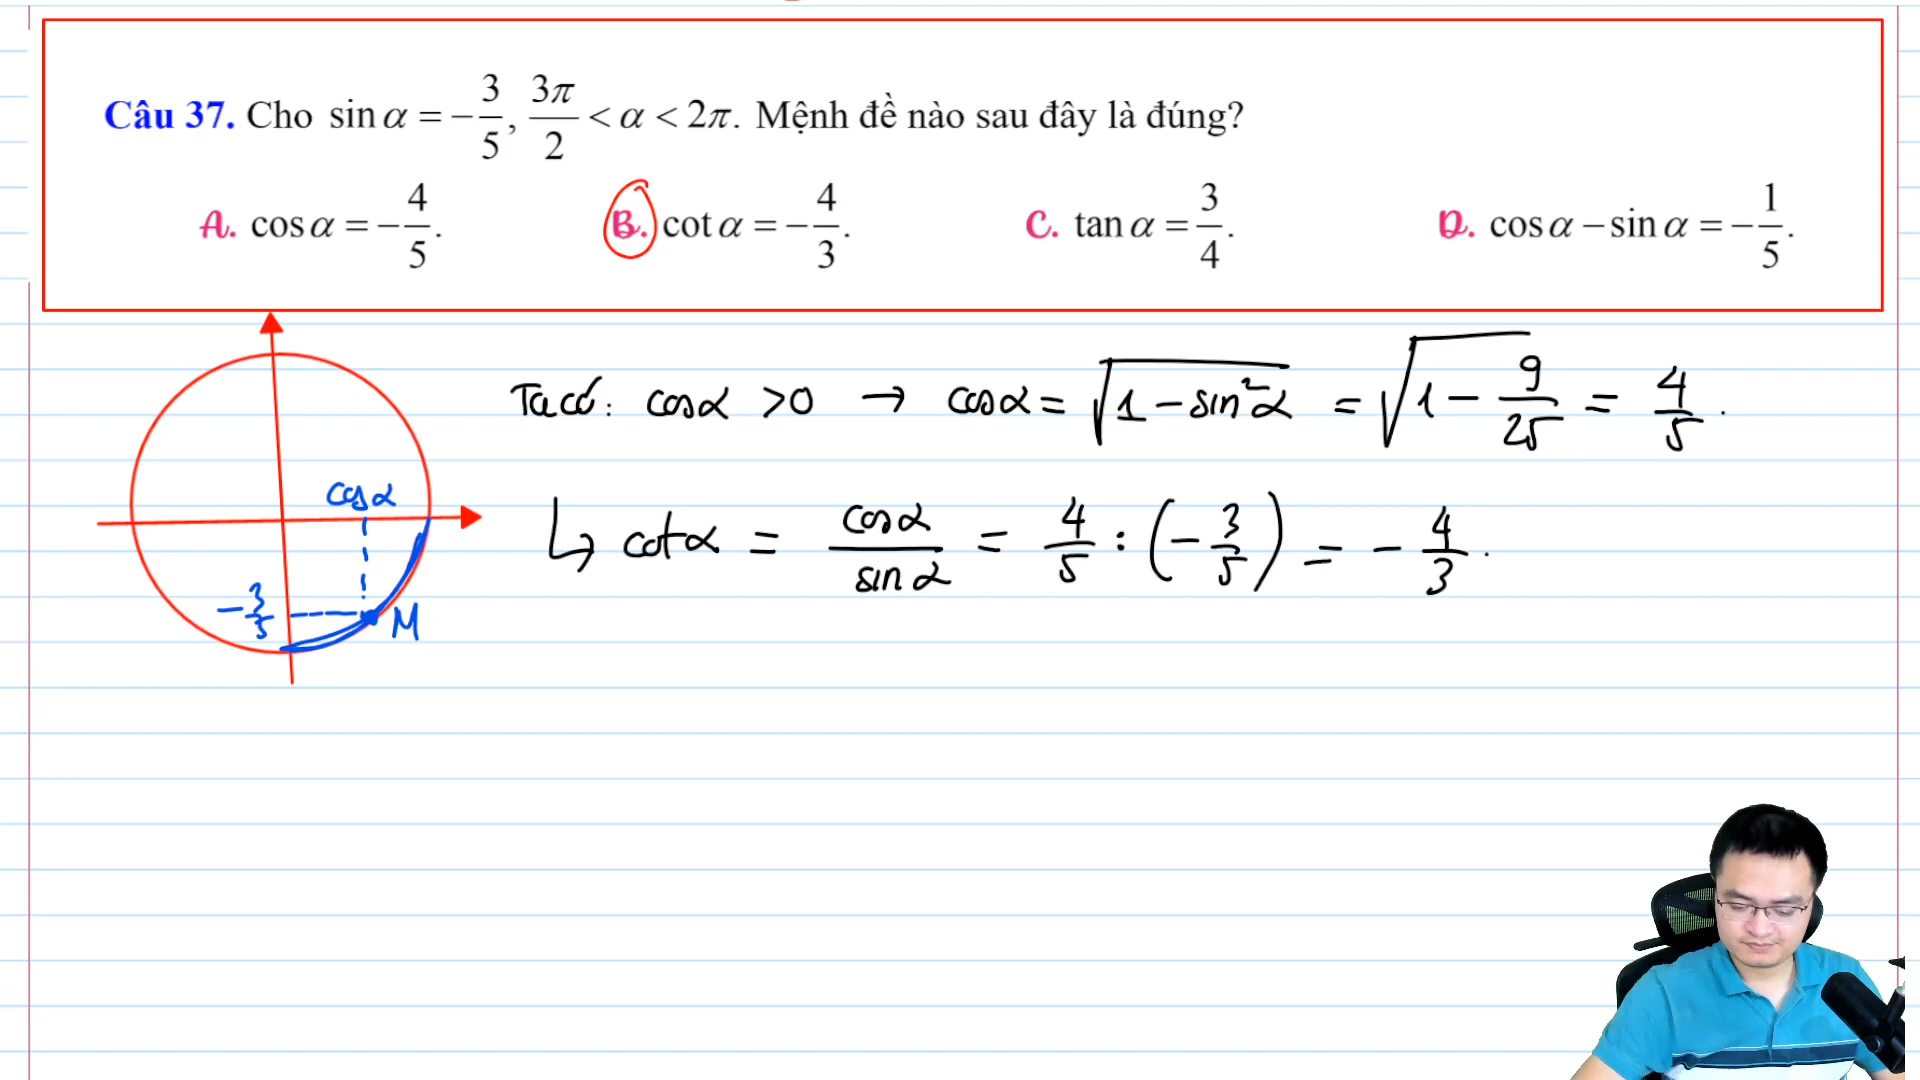 Câu 37. Cho sin α = −3/5, 3π/2 < α < 2π. Mệnh đề nào sau đây là đúng?
A. cos α = −4/5. B. cot α = −4/3. C. tan α = 3/4. D. cos α − sin α = −1/5.
Ta có: cosα > 0 → cosα = √(1 − sin²α) = √(1 − 9/25) = 4/5.
↳ cotα = cosα/sinα = 4/5 : (−3/5) = −4/3.
cosα
−3/5
M